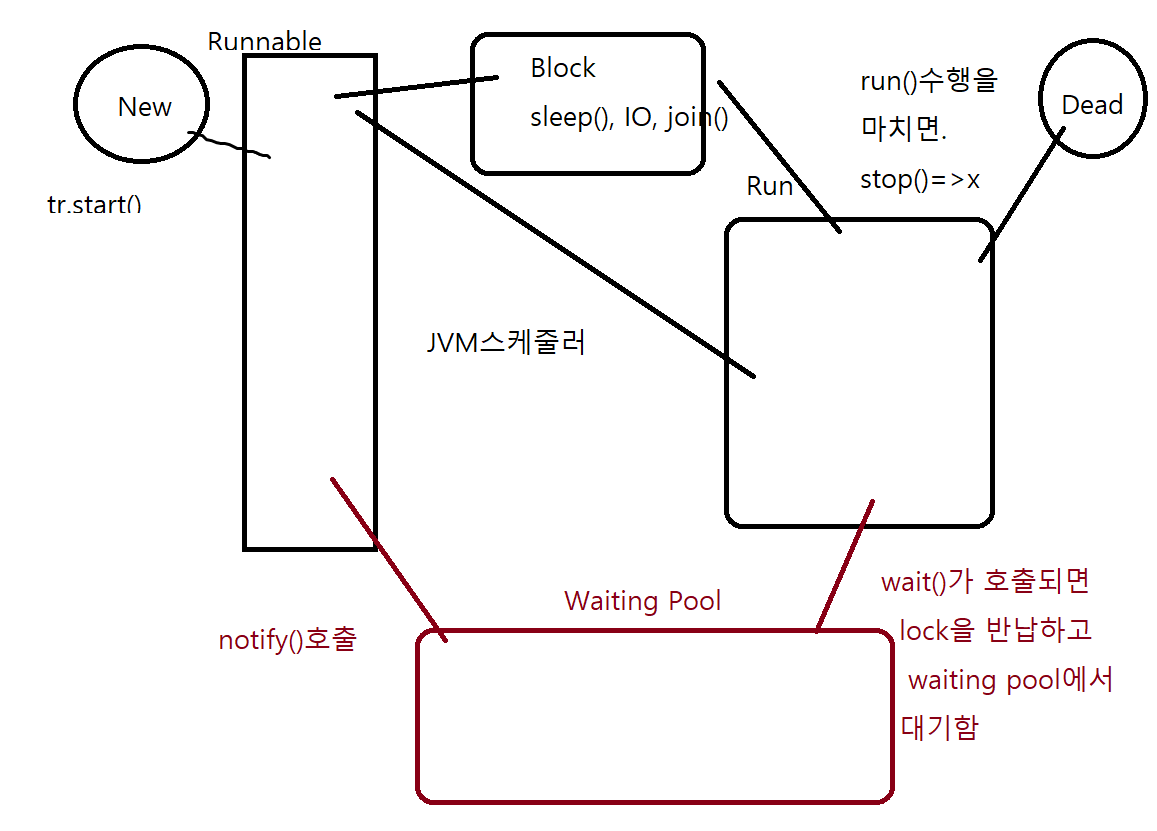 Runnable
New
tr.start()
Block
sleep(), IO, join()
Run
run()수행을
마치면.
stop()=>x
Dead
JVM스케줄러
Waiting Pool
notify()호출
wait()가 호출되면
lock을 반납하고
waiting pool에서
대기함